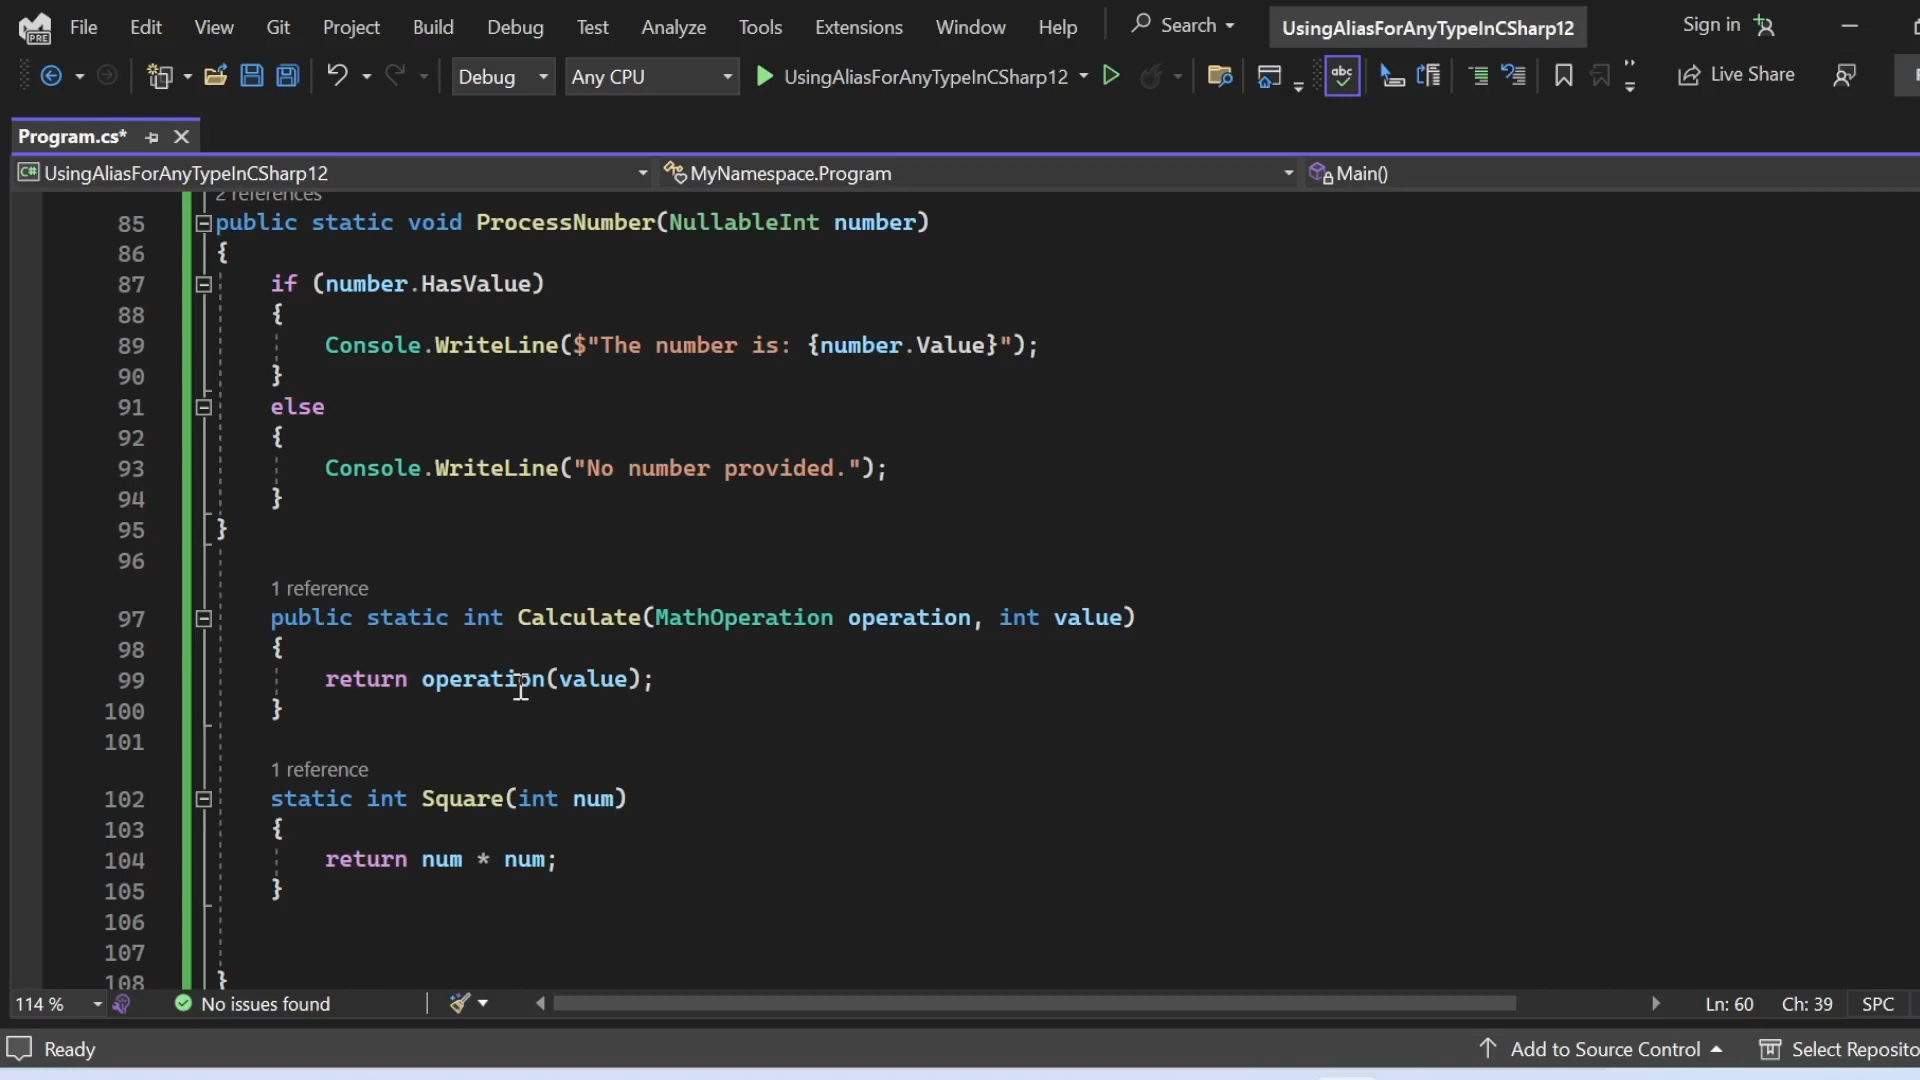 File Edit View Git Project Build Debug Test Analyze Tools Extensions Window Help Search UsingAliasForAnyTypeInCSharp12 Sign in
PRE
Debug Any CPU UsingAliasForAnyTypeInCSharp12 abc Live Share
Program.cs*
C# UsingAliasForAnyTypeInCSharp12 MyNamespace.Program Main()
2 references
85 public static void ProcessNumber(NullableInt number)
86 {
87 if (number.HasValue)
88 {
89 Console.WriteLine($"The number is: {number.Value}");
90 }
91 else
92 {
93 Console.WriteLine("No number provided.");
94 }
95 }
96
1 reference
97 public static int Calculate(MathOperation operation, int value)
98 {
99 return operation(value);
100 }
101
1 reference
102 static int Square(int num)
103 {
104 return num * num;
105 }
106
107
108 }
114 % No issues found Ln: 60 Ch: 39 SPC
Ready Add to Source Control Select Reposito